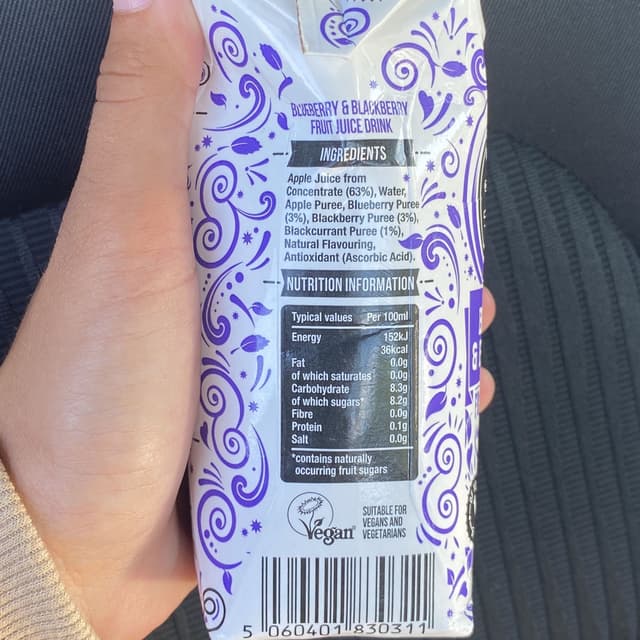 BLUEBERRY & BLACKBERRY
FRUIT JUICE DRINK
INGREDIENTS
Apple Juice from
Concentrate (63%), Water,
Apple Puree, Blueberry Puree
(3%), Blackberry Puree (3%),
Blackcurrant Puree (1%),
Natural Flavouring,
Antioxidant (Ascorbic Acid).
NUTRITION INFORMATION
Typical values Per 100ml
Energy 152kJ
36kcal
Fat 0.0g
of which saturates 0.0g
Carbohydrate 8.3g
of which sugars* 8.2g
Fibre 0.0g
Protein 0.1g
Salt 0.0g
*contains naturally
occurring fruit sugars
Vegan
SUITABLE FOR
VEGANS AND
VEGETARIANS
5 060401 830311